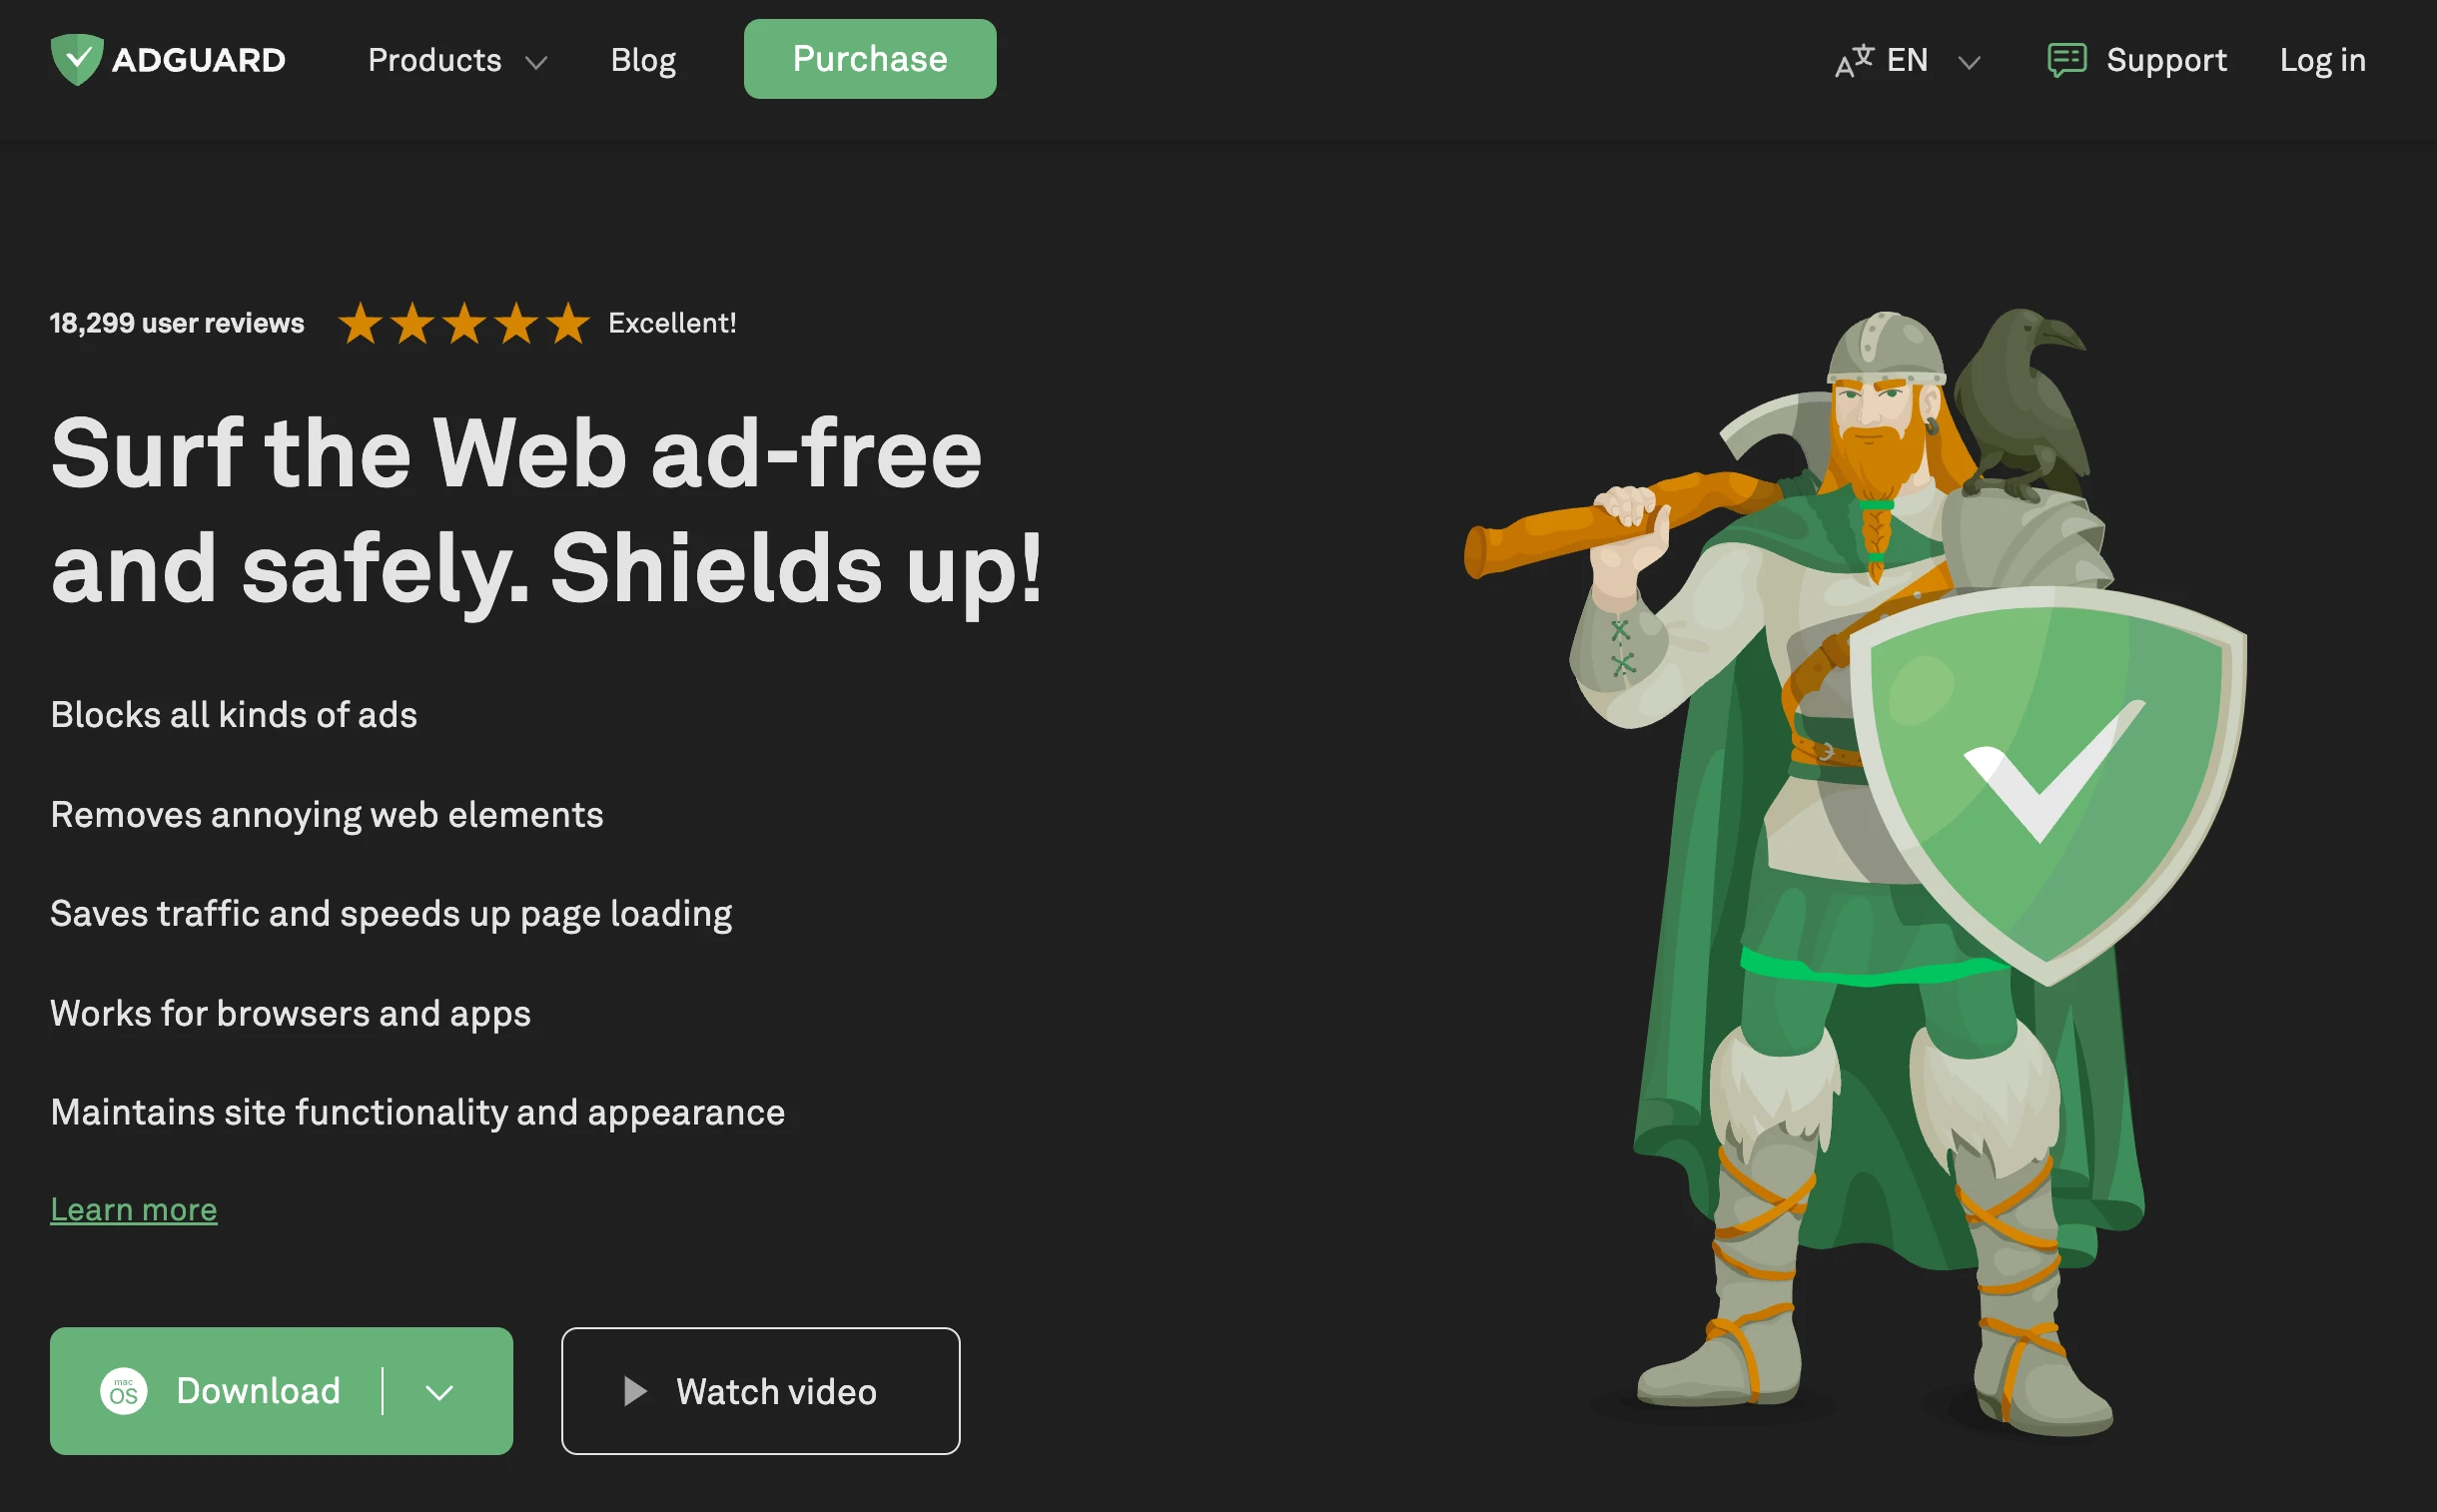 ADGUARD
Products
Blog
Purchase
EN
Support
Log in
18,299 user reviews
Excellent!
Surf the Web ad-free
and safely. Shields up!
Blocks all kinds of ads
Removes annoying web elements
Saves traffic and speeds up page loading
Works for browsers and apps
Maintains site functionality and appearance
Learn more
mac
OS
Download
Watch video